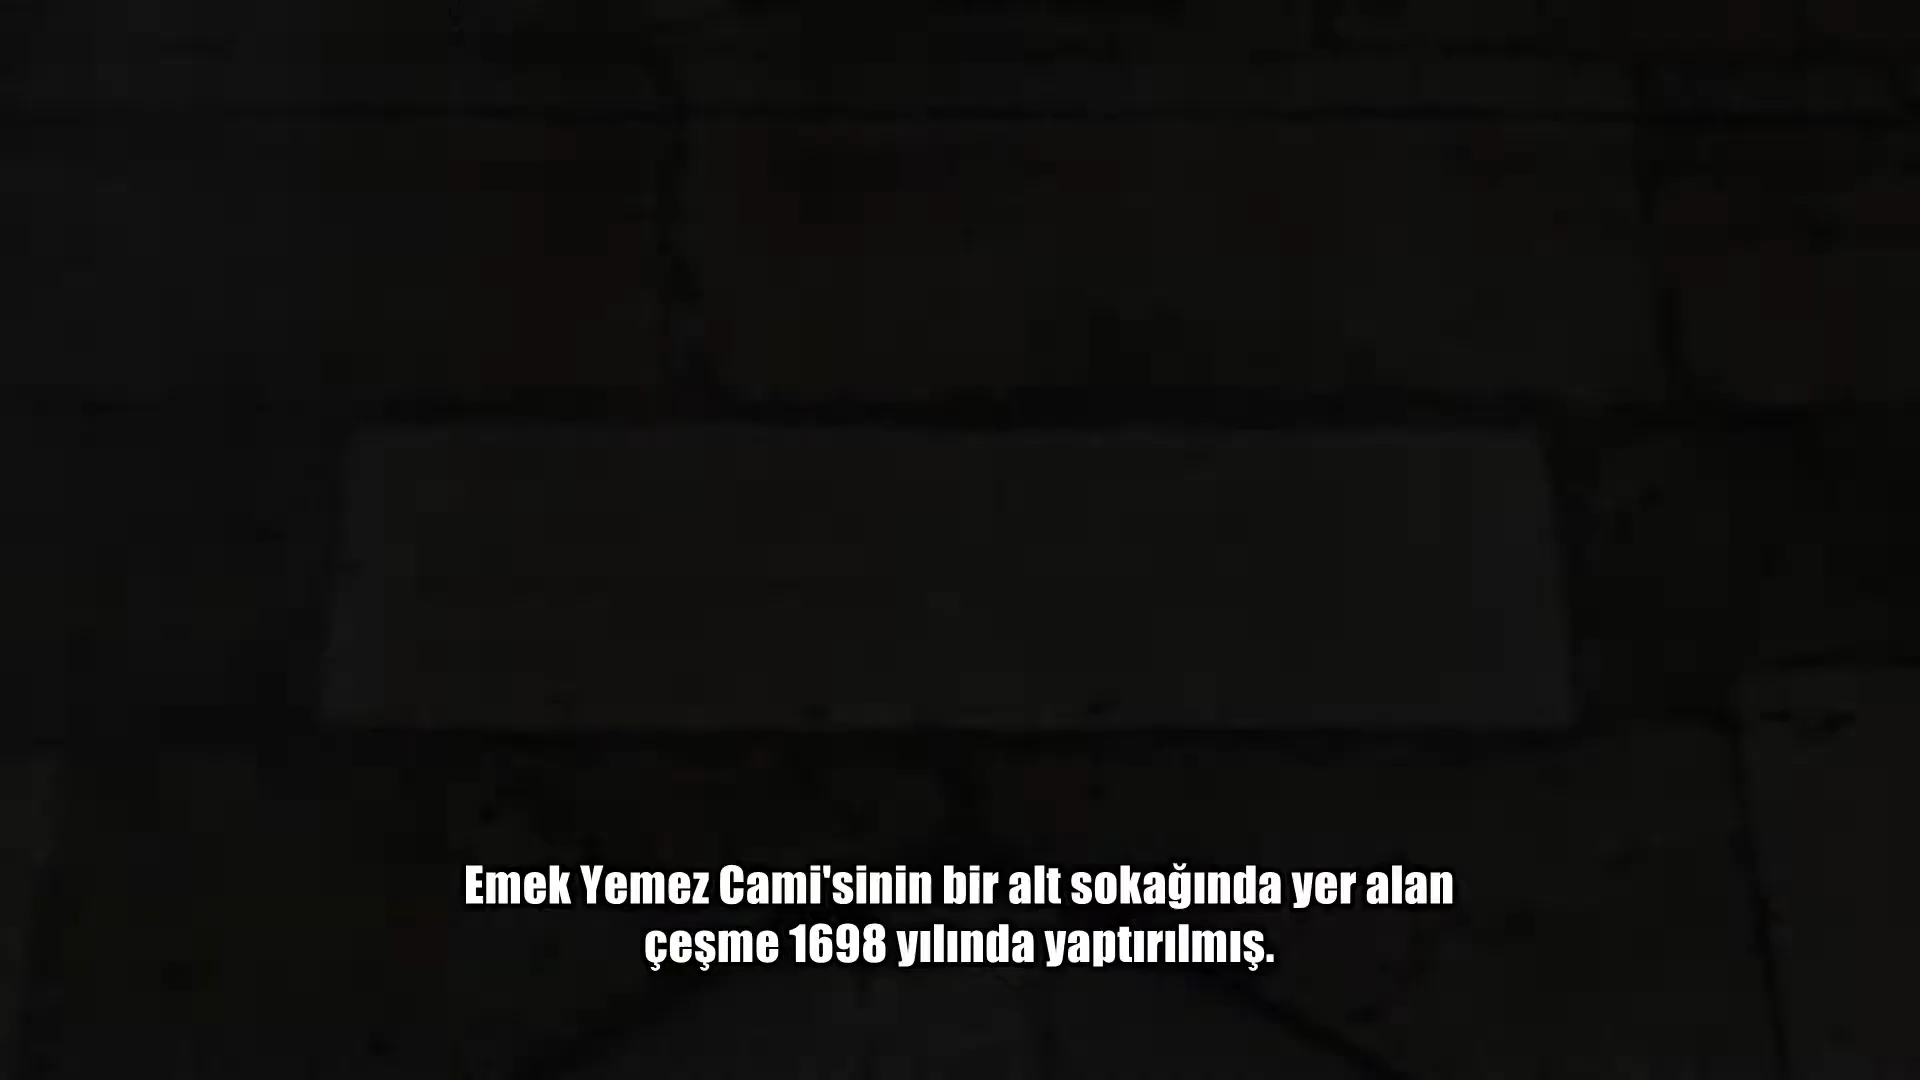 Emek Yemez Cami'sinin bir alt sokağında yer alan
çeşme 1698 yılında yaptırılmış.